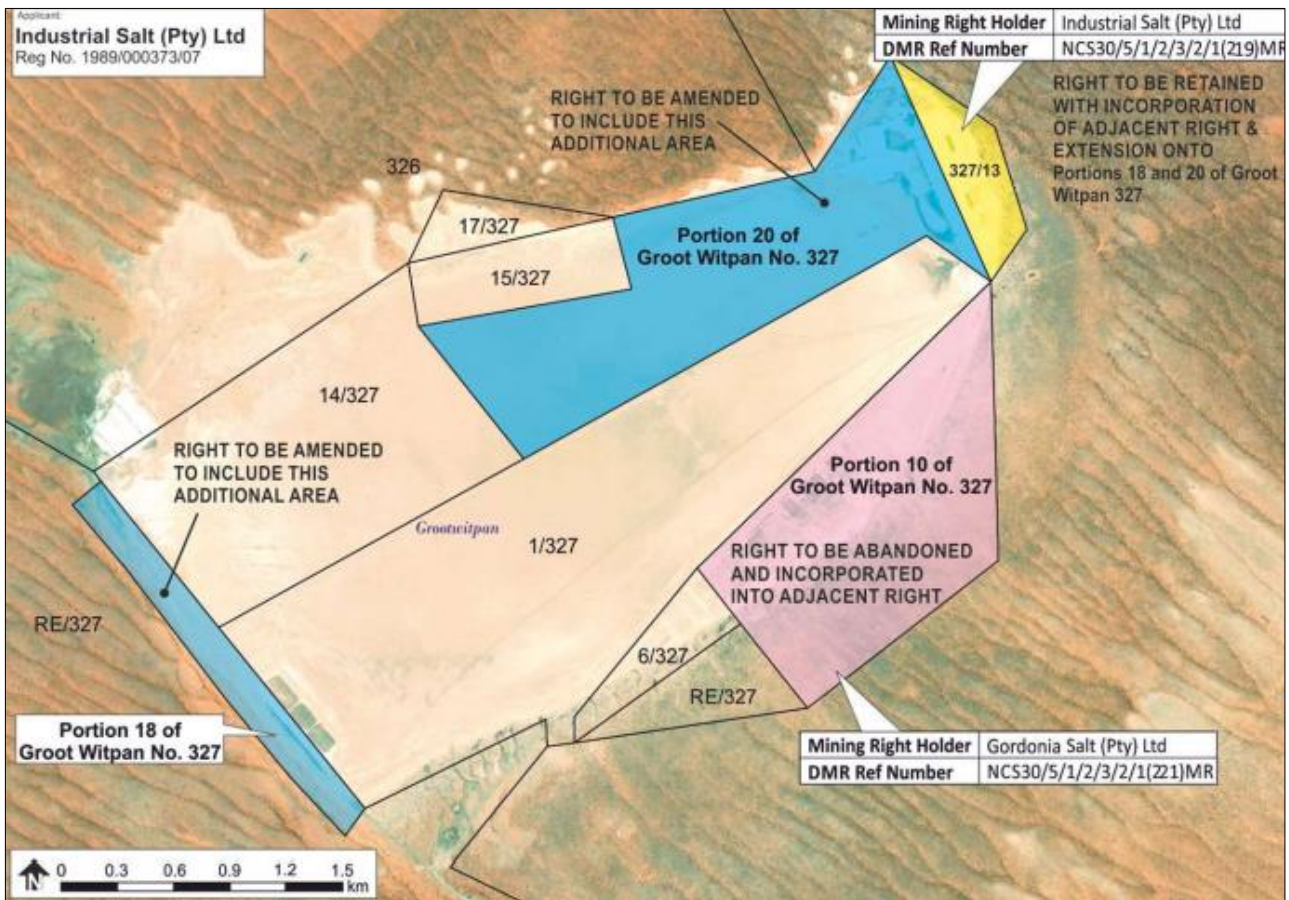 Applicant:
Industrial Salt (Pty) Ltd
Reg No. 1989/000373/07
Mining Right Holder Industrial Salt (Pty) Ltd
DMR Ref Number NCS30/5/1/2/3/2/1(219)MR
RIGHT TO BE RETAINED
WITH INCORPORATION
OF ADJACENT RIGHT &
EXTENSION ONTO
Portions 18 and 20 of Groot
Witpan 327
RIGHT TO BE AMENDED
TO INCLUDE THIS
ADDITIONAL AREA
326
327/13
17/327
Portion 20 of
Groot Witpan No. 327
15/327
14/327
RIGHT TO BE AMENDED
TO INCLUDE THIS
ADDITIONAL AREA
Portion 10 of
Groot Witpan No. 327
Grootwitpan
1/327
RIGHT TO BE ABANDONED
AND INCORPORATED
INTO ADJACENT RIGHT
RE/327
6/327
RE/327
Portion 18 of
Groot Witpan No. 327
Mining Right Holder Gordonia Salt (Pty) Ltd
DMR Ref Number NCS30/5/1/2/3/2/1(221)MR
N 0 0.3 0.6 0.9 1.2 1.5
km